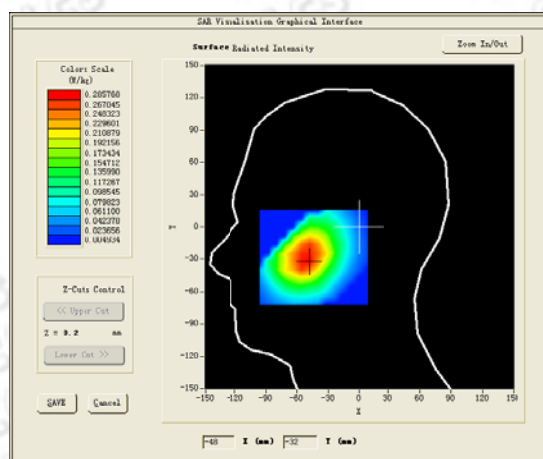 SAR Visualisation Graphical Interface
Surface Radiated Intensity
Zoom In/Out
Colors Scale
(W/kg)
0.285768
0.267045
0.248323
0.229601
0.210879
0.192156
0.173434
0.154712
0.135990
0.117267
0.098545
0.079823
0.061100
0.042378
0.023656
0.004934
150
120
90
60
30
0
-30
-60
-90
-120
-150
Y
-150 -120 -90 -60 -30 0 30 60 90 120 150
X
Z-Cuts Control
<< Upper Cut
Z = 0.2 mm
Lower Cut >>
SAVE
Cancel
-48 X (mm) -32 Y (mm)